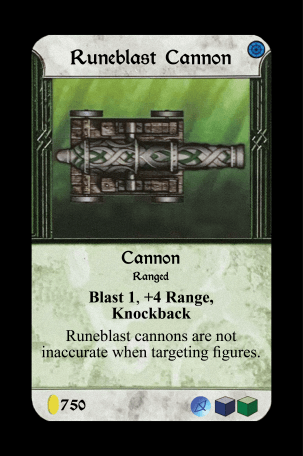 Runeblast Cannon
Cannon
Ranged
Blast 1, +4 Range,
Knockback
Runeblast cannons are not
inaccurate when targeting figures.
750